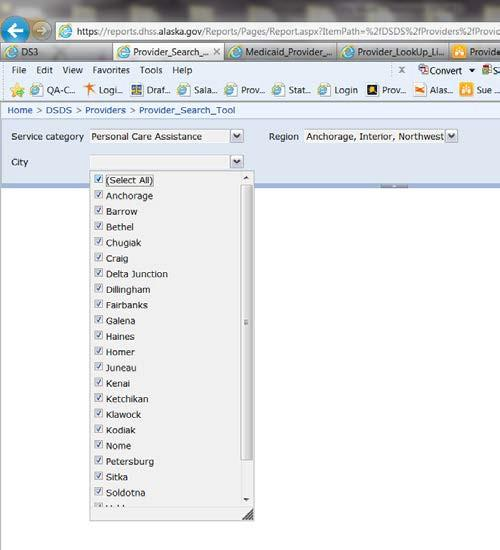 https://reports.dhss.alaska.gov/Reports/Pages/Report.aspx?ItemPath=%2fDSDS%2fProviders%2fProvid
DS3 Provider_Search_... Medicaid_Provider_... Provider_LookUp_Li... Provid
File Edit View Favorites Tools Help x Convert
QA-C... Logi... Draf... Sala... Prov... Stat... Login Prov... Alas... Sue
Home > DSDS > Providers > Provider_Search_Tool
Service category Personal Care Assistance Region Anchorage, Interior, Northwest
City
(Select All)
Anchorage
Barrow
Bethel
Chugiak
Craig
Delta Junction
Dillingham
Fairbanks
Galena
Haines
Homer
Juneau
Kenai
Ketchikan
Klawock
Kodiak
Nome
Petersburg
Sitka
Soldotna